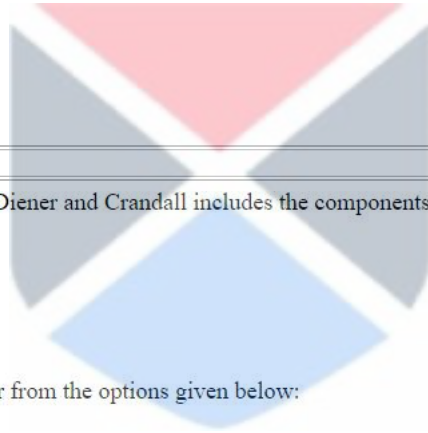 Diener and Crandall includes the components
from the options given below: